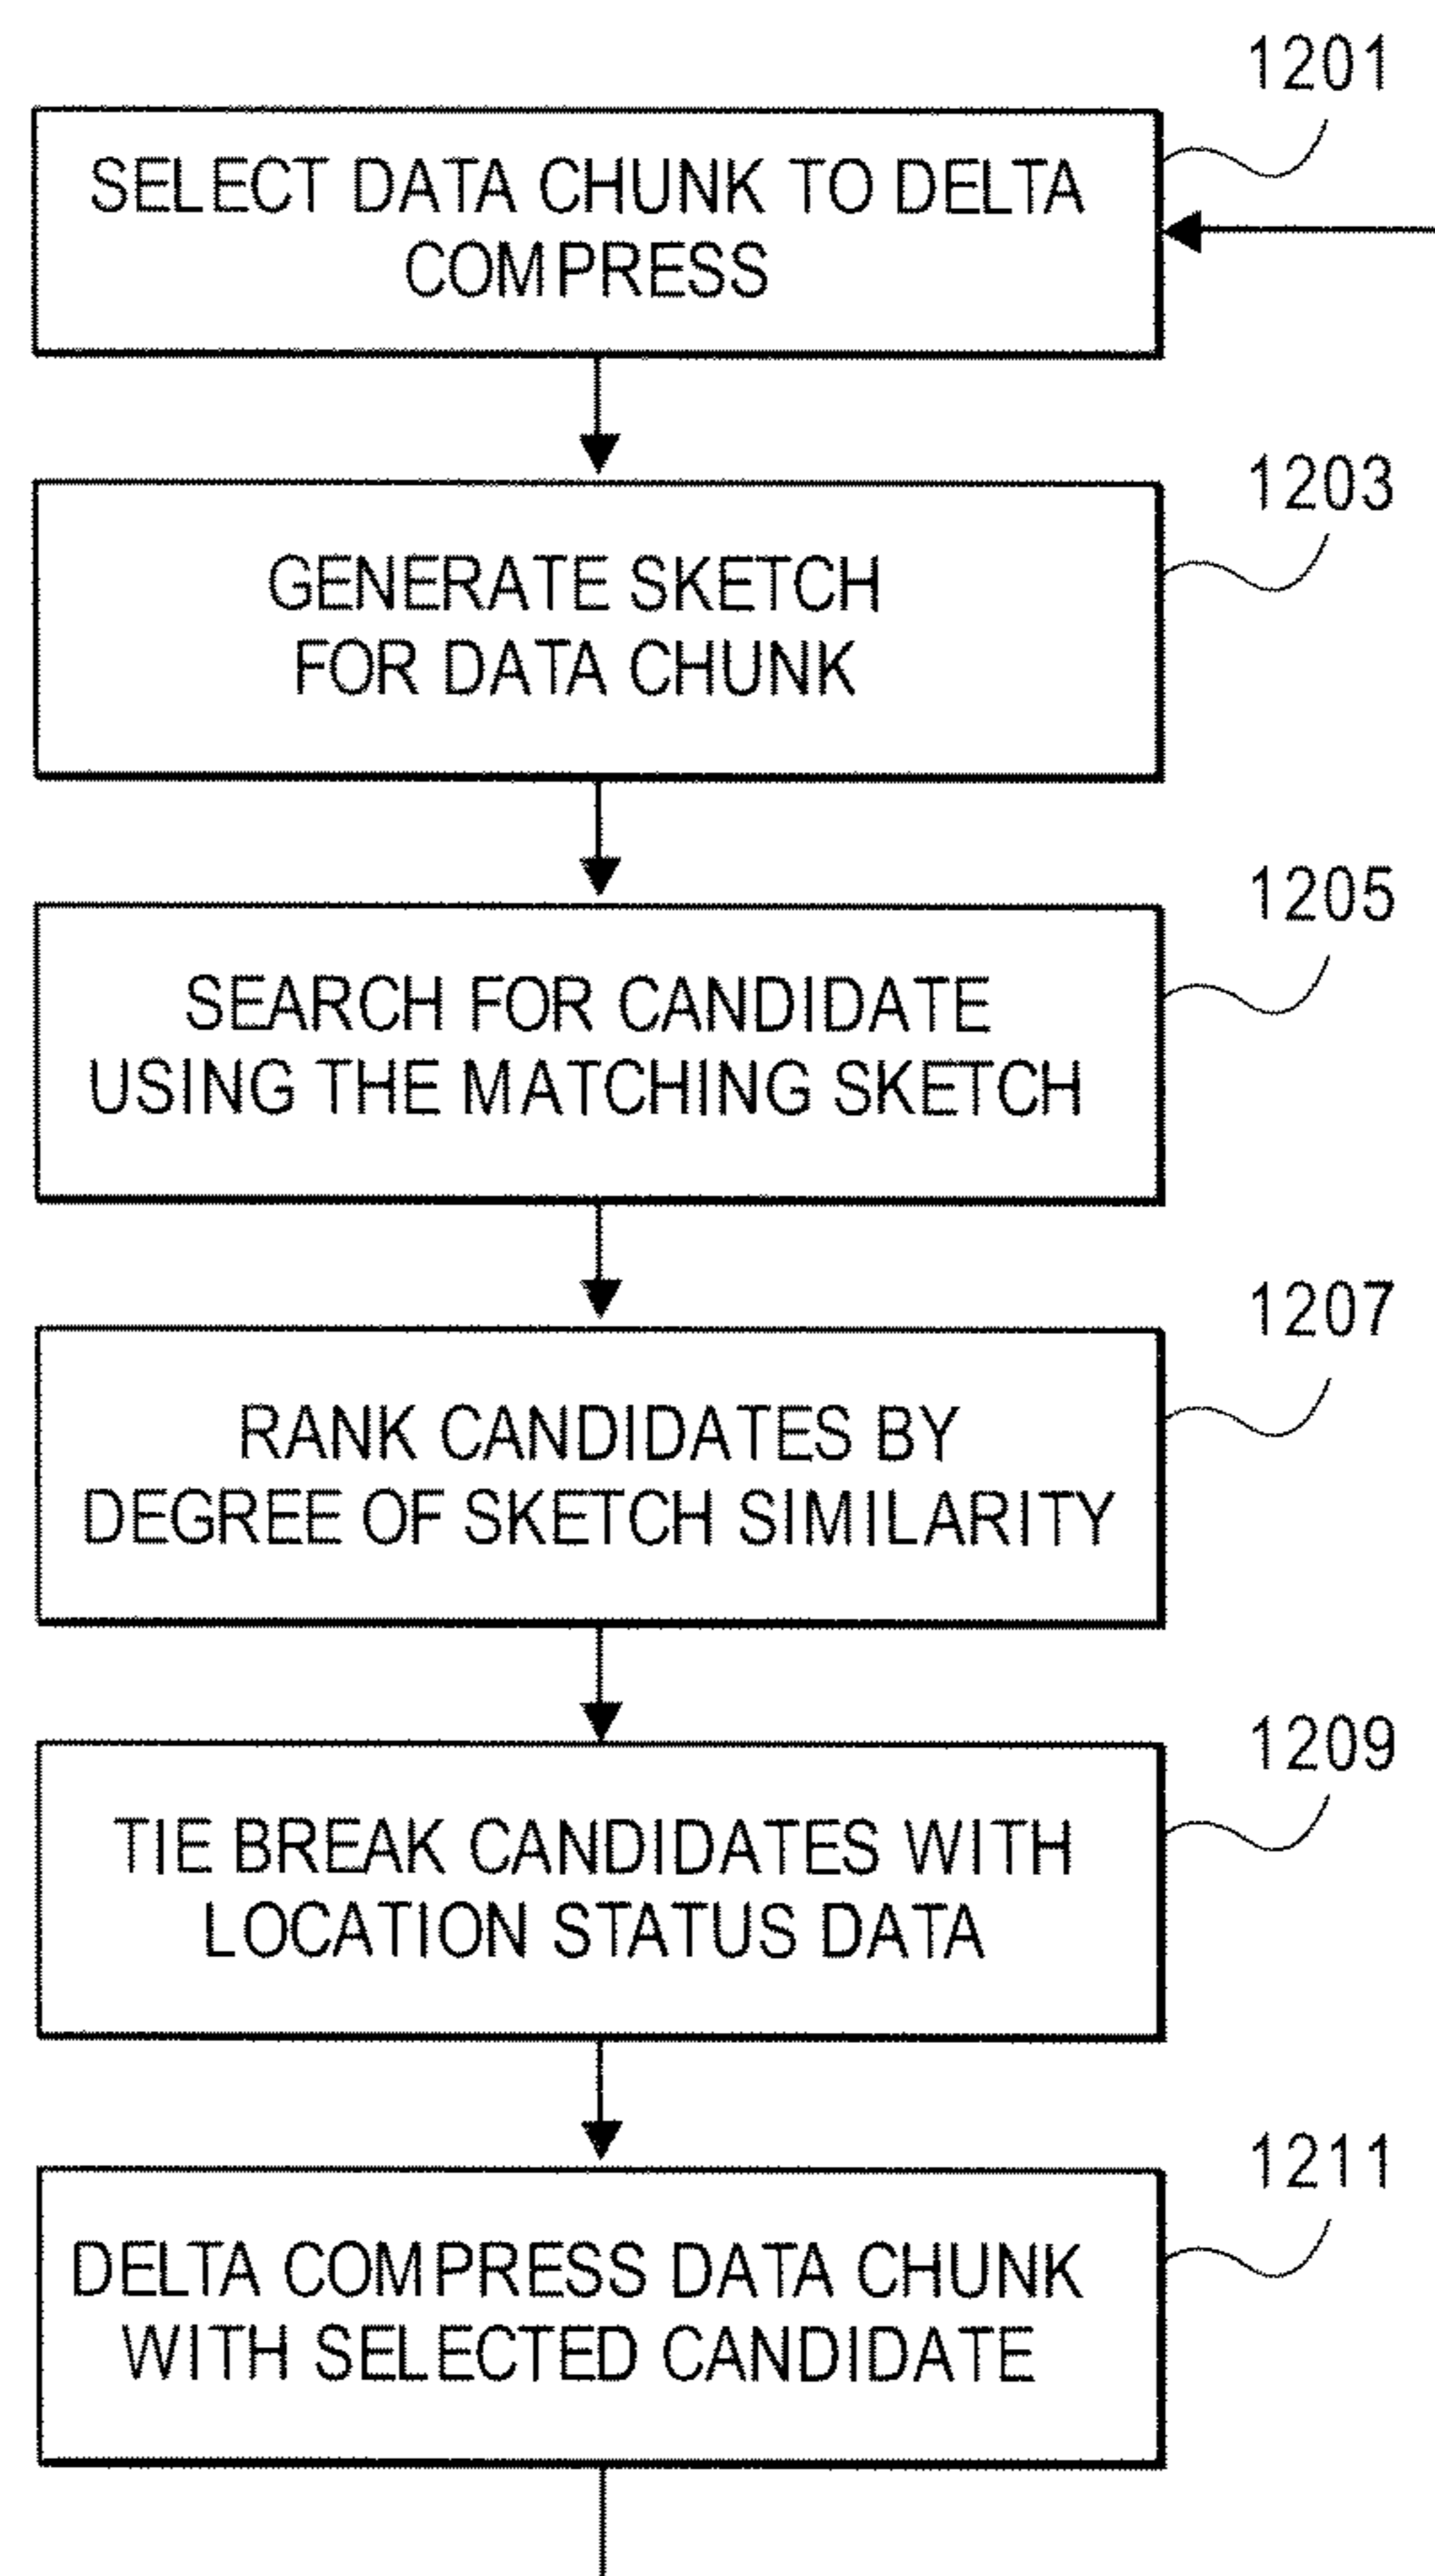 1201
SELECT DATA CHUNK TO DELTA
COMPRESS
1203
GENERATE SKETCH
FOR DATA CHUNK
1205
SEARCH FOR CANDIDATE
USING THE MATCHING SKETCH
1207
RANK CANDIDATES BY
DEGREE OF SKETCH SIMILARITY
1209
TIE BREAK CANDIDATES WITH
LOCATION STATUS DATA
1211
DELTA COMPRESS DATA CHUNK
WITH SELECTED CANDIDATE